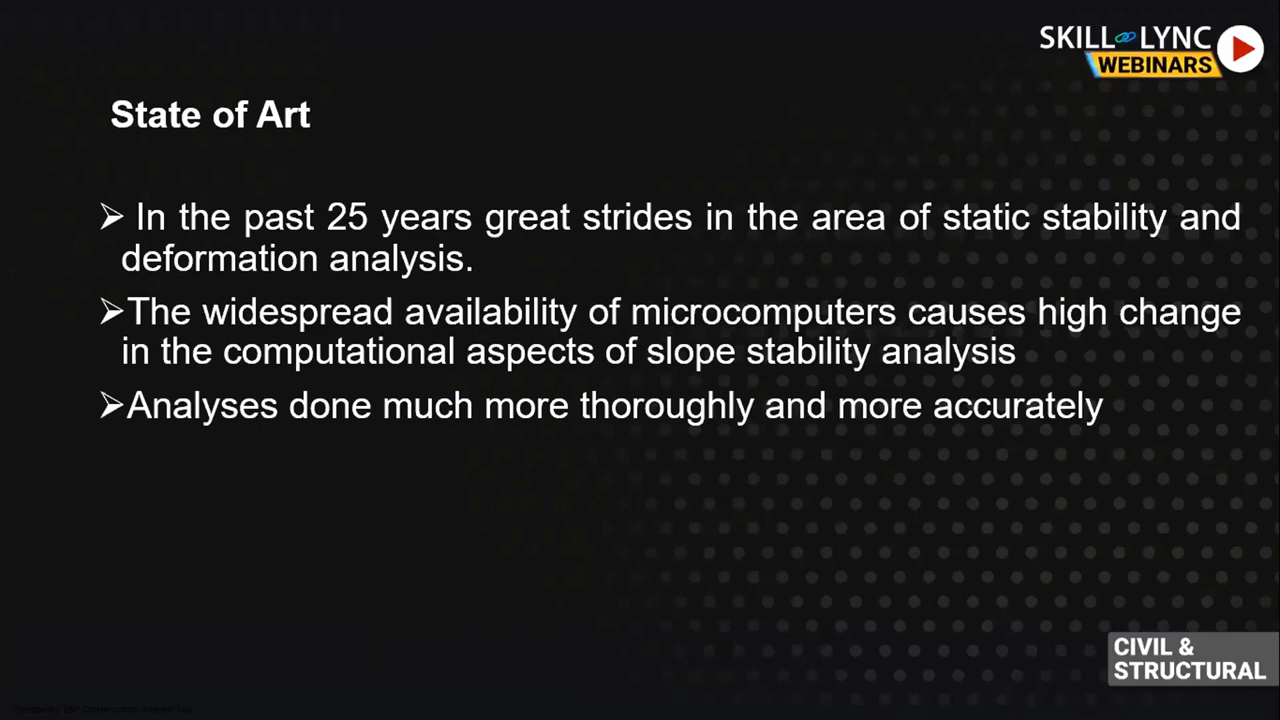 SKILL LYNC
WEBINARS
State of Art
➢ In the past 25 years great strides in the area of static stability and
deformation analysis.
➢The widespread availability of microcomputers causes high change
in the computational aspects of slope stability analysis
➢Analyses done much more thoroughly and more accurately
CIVIL &
STRUCTURAL